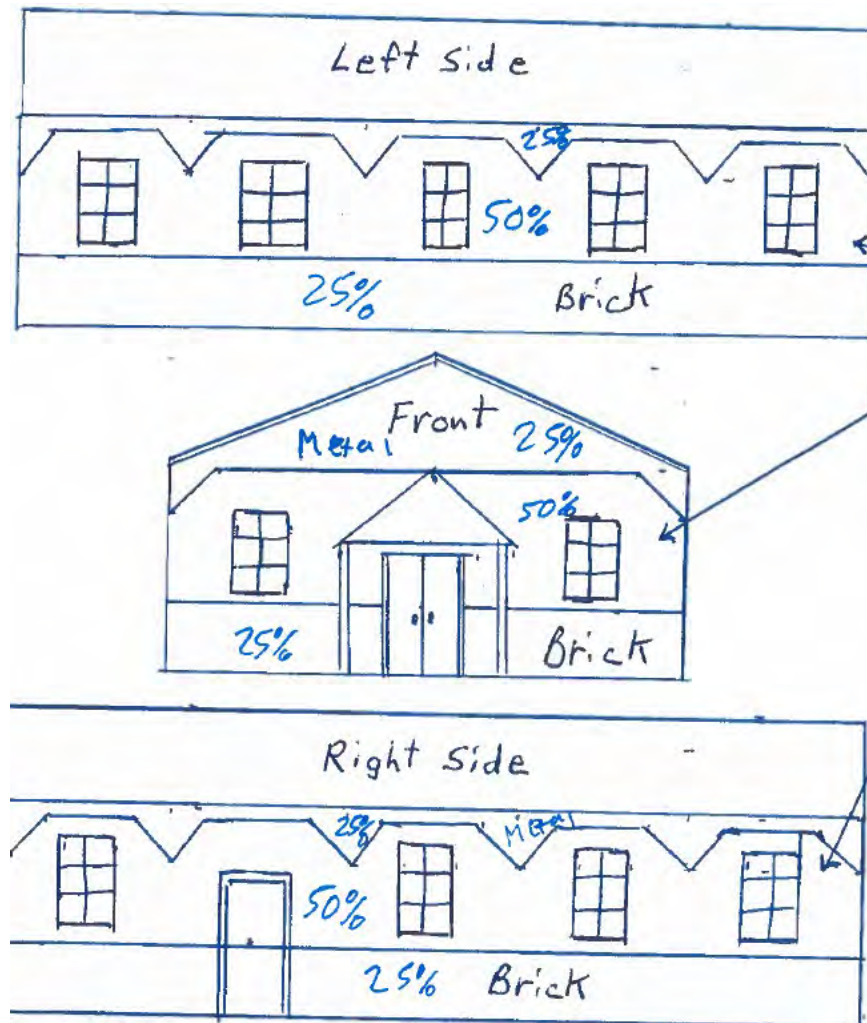 Left Side
25%
50%
25% Brick
Front
Metal 25%
50%
25% Brick
Right Side
25% Metal
50%
25% Brick